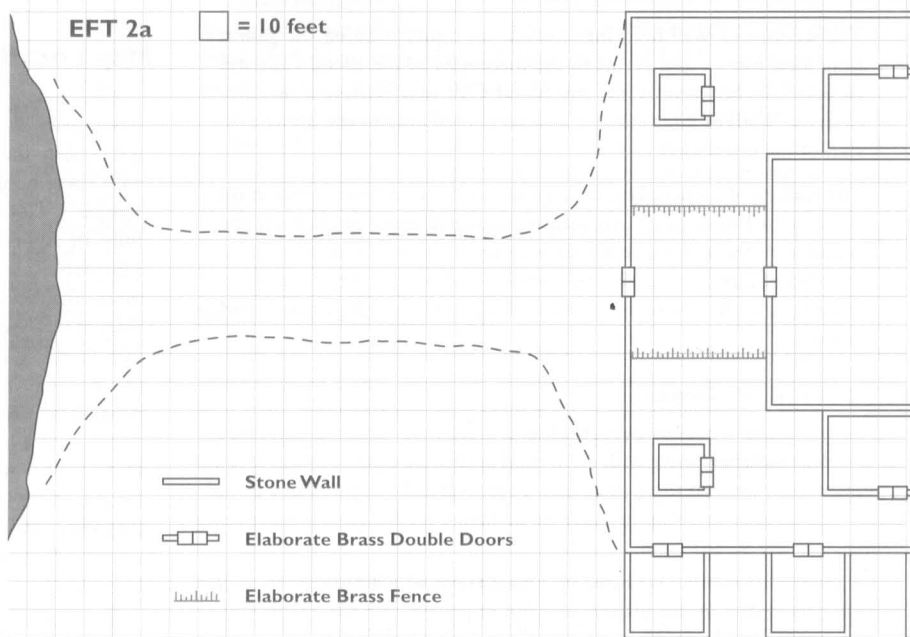 EFT 2a
= 10 feet
Stone Wall
Elaborate Brass Double Doors
Elaborate Brass Fence